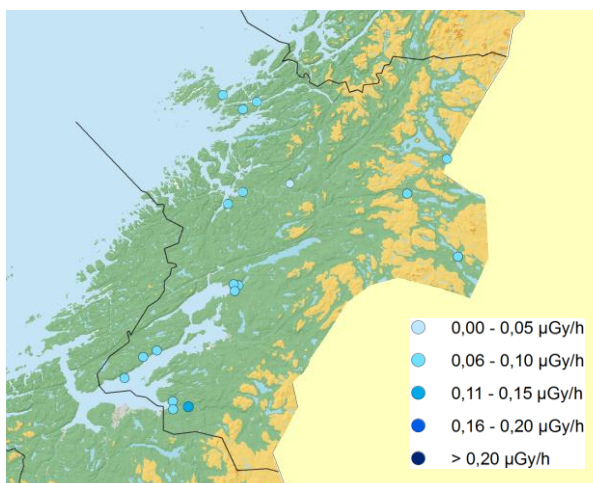 0,00 - 0,05 µGy/h
0,06 - 0,10 µGy/h
0,11 - 0,15 µGy/h
0,16 - 0,20 µGy/h
> 0,20 µGy/h